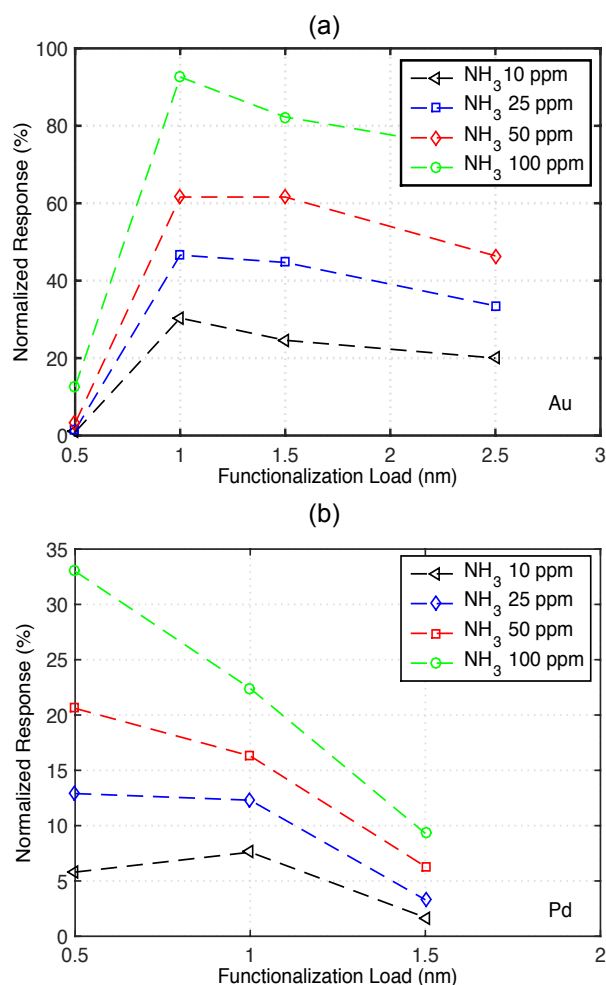 (a)
100
80
60
40
20
0
Normalized Response (%)
NH3 10 ppm
NH3 25 ppm
NH3 50 ppm
NH3 100 ppm
Au
0.5 1 1.5 2 2.5 3
Functionalization Load (nm)
(b)
35
30
25
20
15
10
5
0
Normalized Response (%)
NH3 10 ppm
NH3 25 ppm
NH3 50 ppm
NH3 100 ppm
Pd
0.5 1 1.5 2
Functionalization Load (nm)